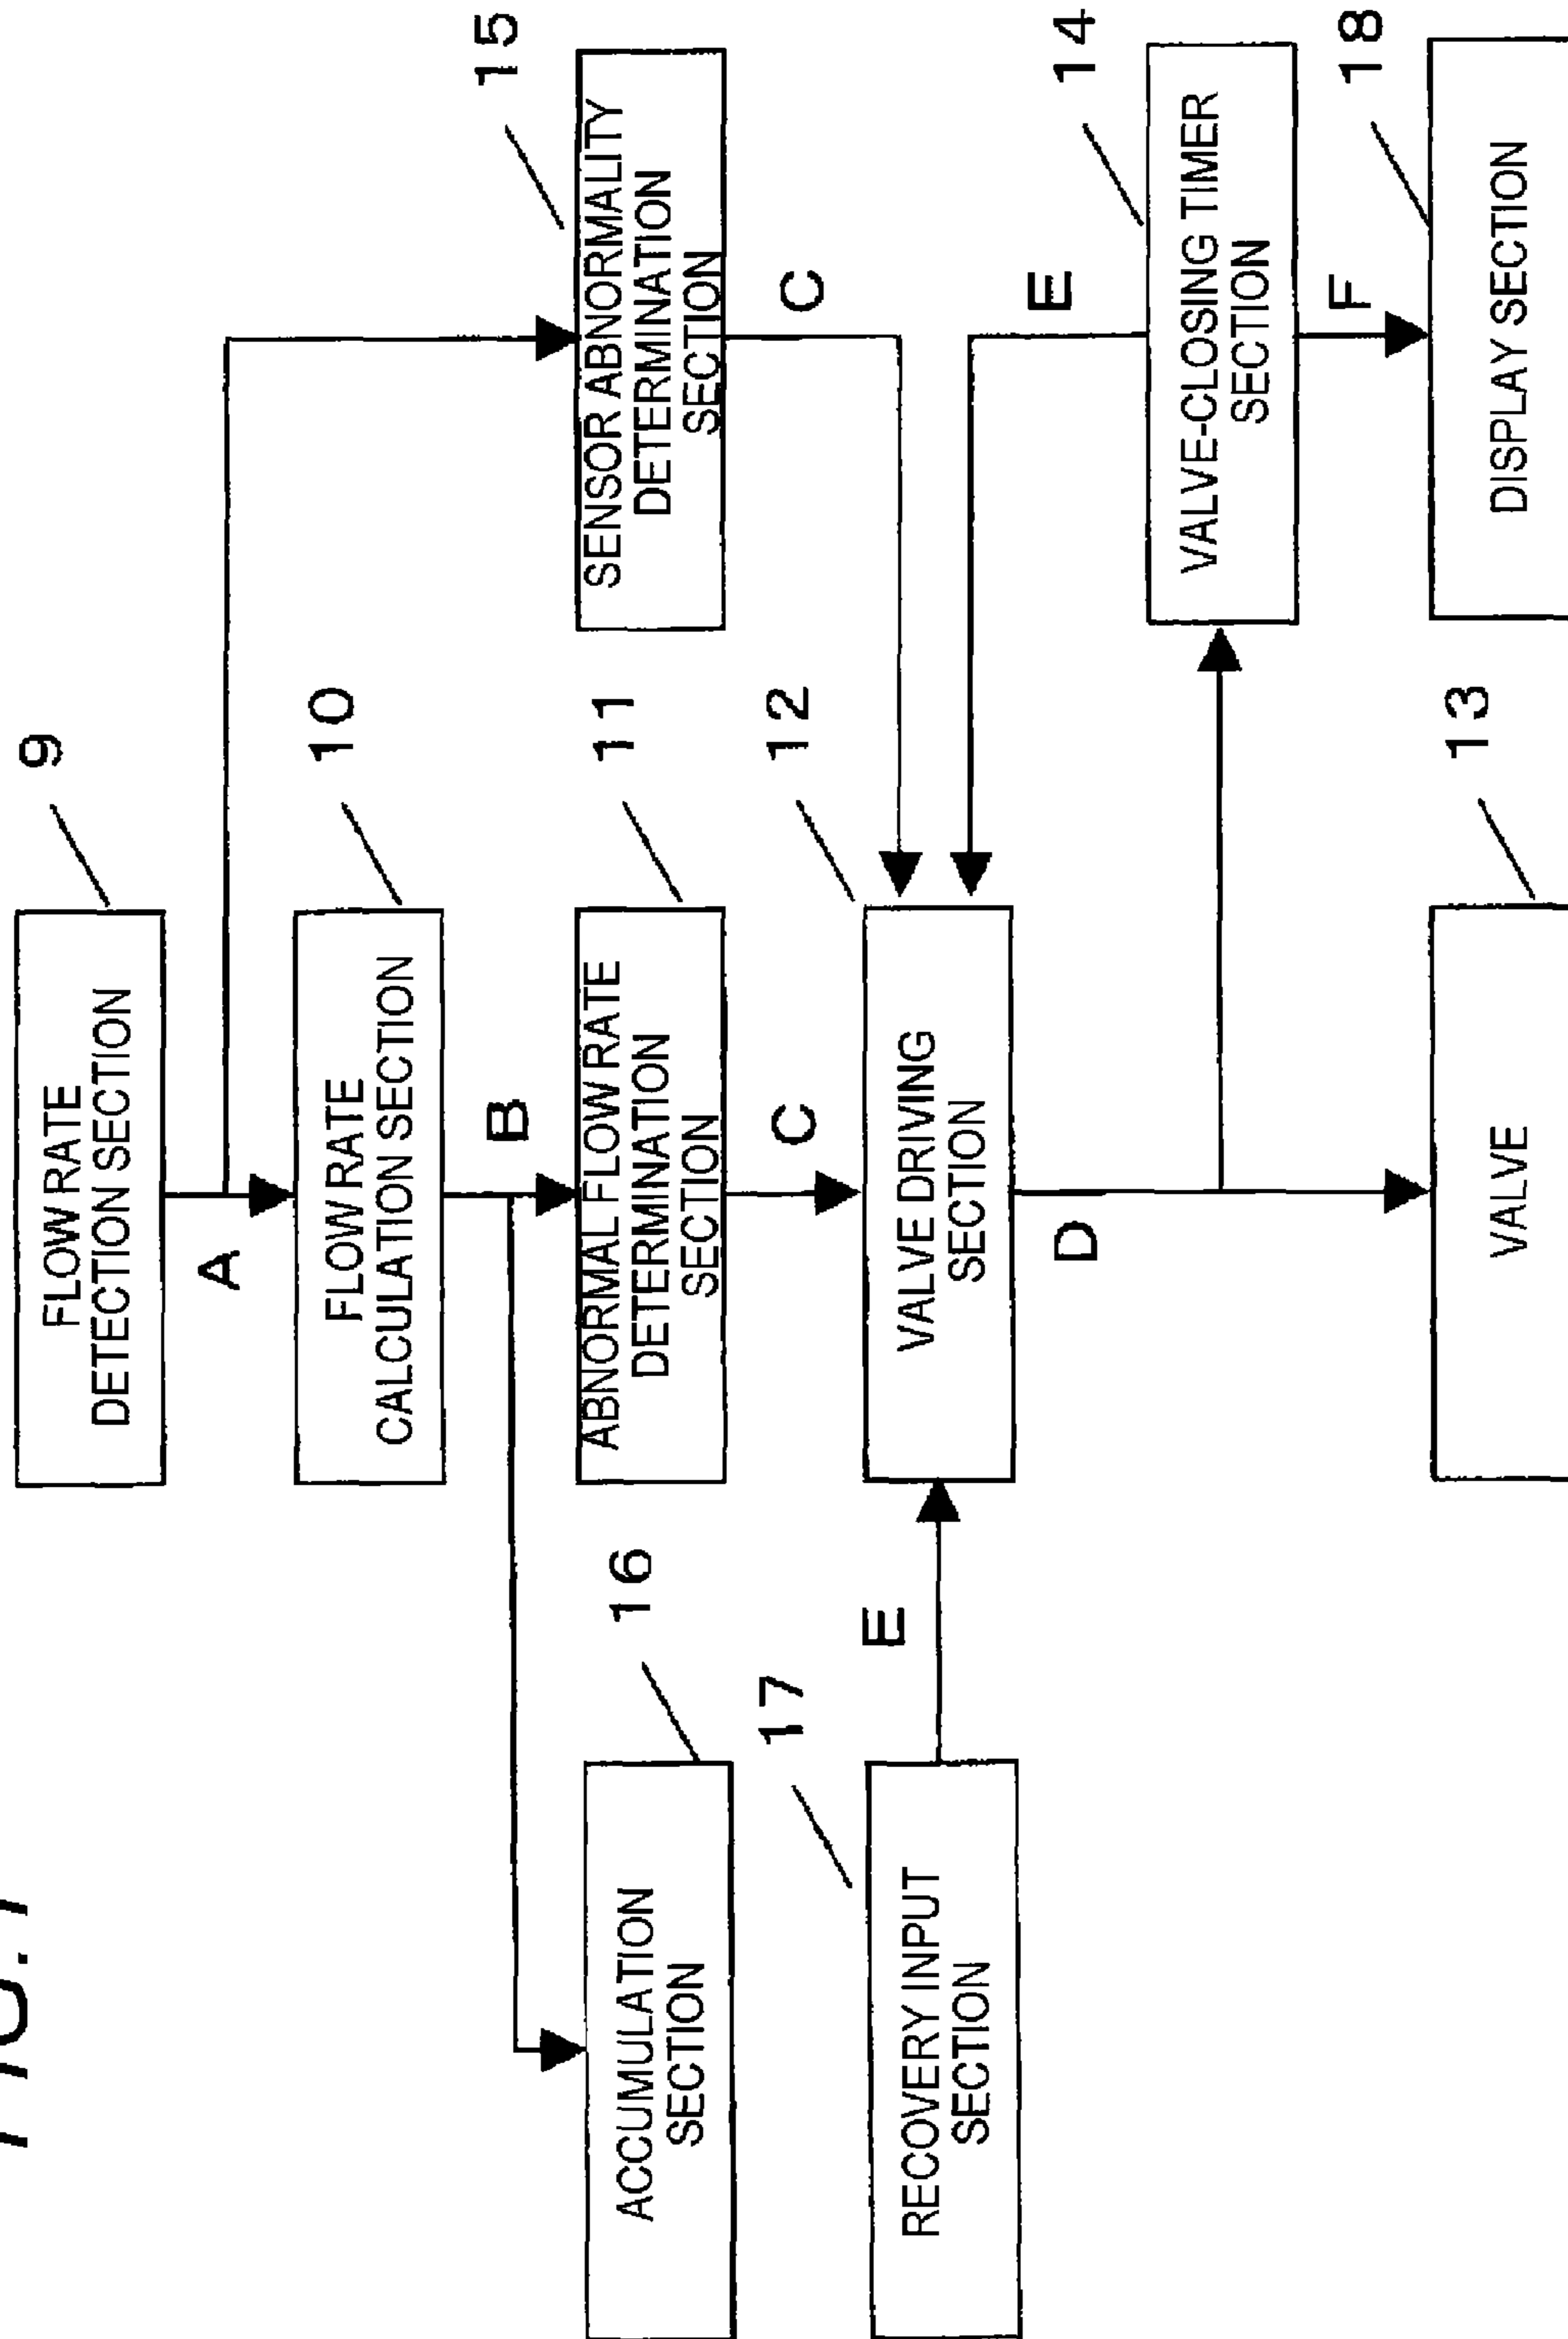 FIG.
9
FLOW RATE
DETECTION SECTION
A
10
FLOW RATE
CALCULATION SECTION
B
15
SENSOR ABNORMALITY
DETERMINATION
SECTION
11
ABNORMAL FLOW RATE
DETERMINATION
SECTION
16
ACCUMULATION
SECTION
C
C
17
RECOVERY INPUT
SECTION
E
12
VALVE DRIVING
SECTION
D
E
14
VALVE-CLOSING TIMER
SECTION
F
13
VALVE
18
DISPLAY SECTION